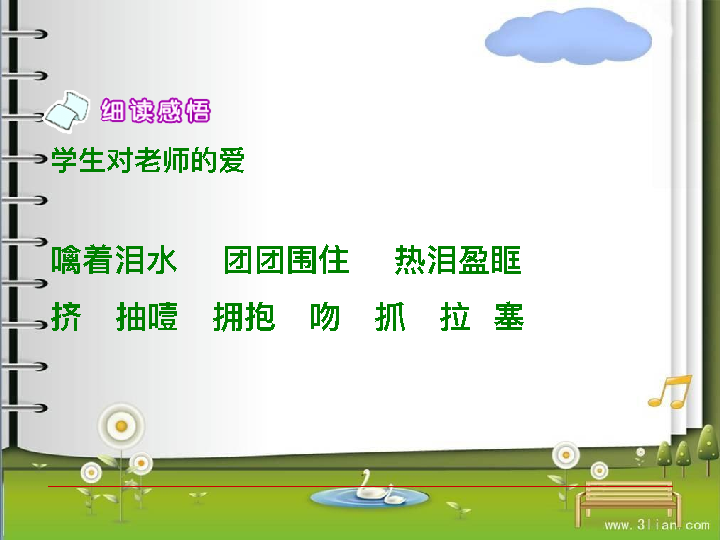 细读感悟
学生对老师的爱
噙着泪水 团团围住 热泪盈眶
挤 抽噎 拥抱 吻 抓 拉 塞
www.3lian.com